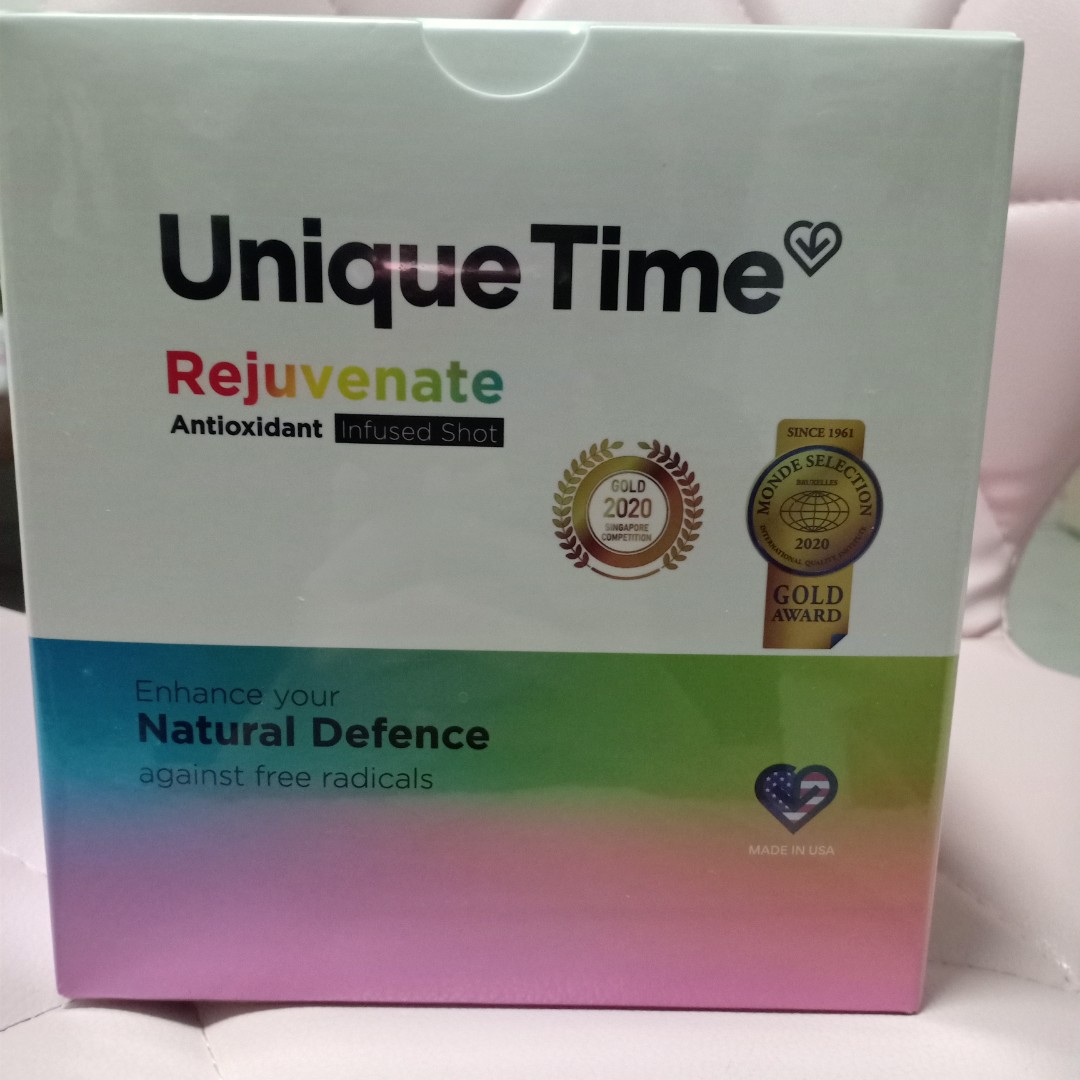 Unique Time
Rejuvenate
Antioxidant Infused Shot
GOLD
2020
SINGAPORE
COMPETITION
SINCE 1961
MONDE SELECTION
BRUXELLES
2020
INTERNATIONAL QUALITY INSTITUTE
GOLD
AWARD
Enhance your
Natural Defence
against free radicals
MADE IN USA